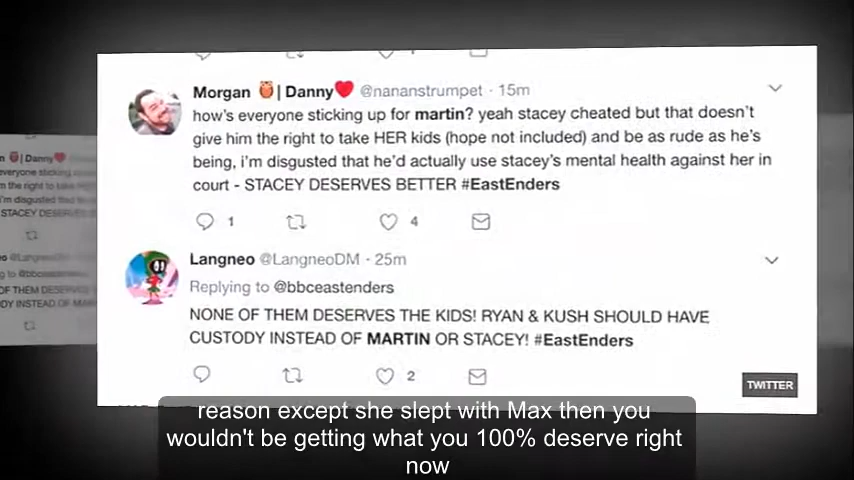 Morgan | Danny @nananstrumpet · 15m
how's everyone sticking up for martin? yeah stacey cheated but that doesn't
give him the right to take HER kids (hope not included) and be as rude as he's
being, i'm disgusted that he'd actually use stacey's mental health against her in
court - STACEY DESERVES BETTER #EastEnders
1 4
Langneo @LangneoDM · 25m
Replying to @bbceastenders
NONE OF THEM DESERVES THE KIDS! RYAN & KUSH SHOULD HAVE
CUSTODY INSTEAD OF MARTIN OR STACEY! #EastEnders
2
TWITTER
reason except she slept with Max then you
wouldn't be getting what you 100% deserve right
now